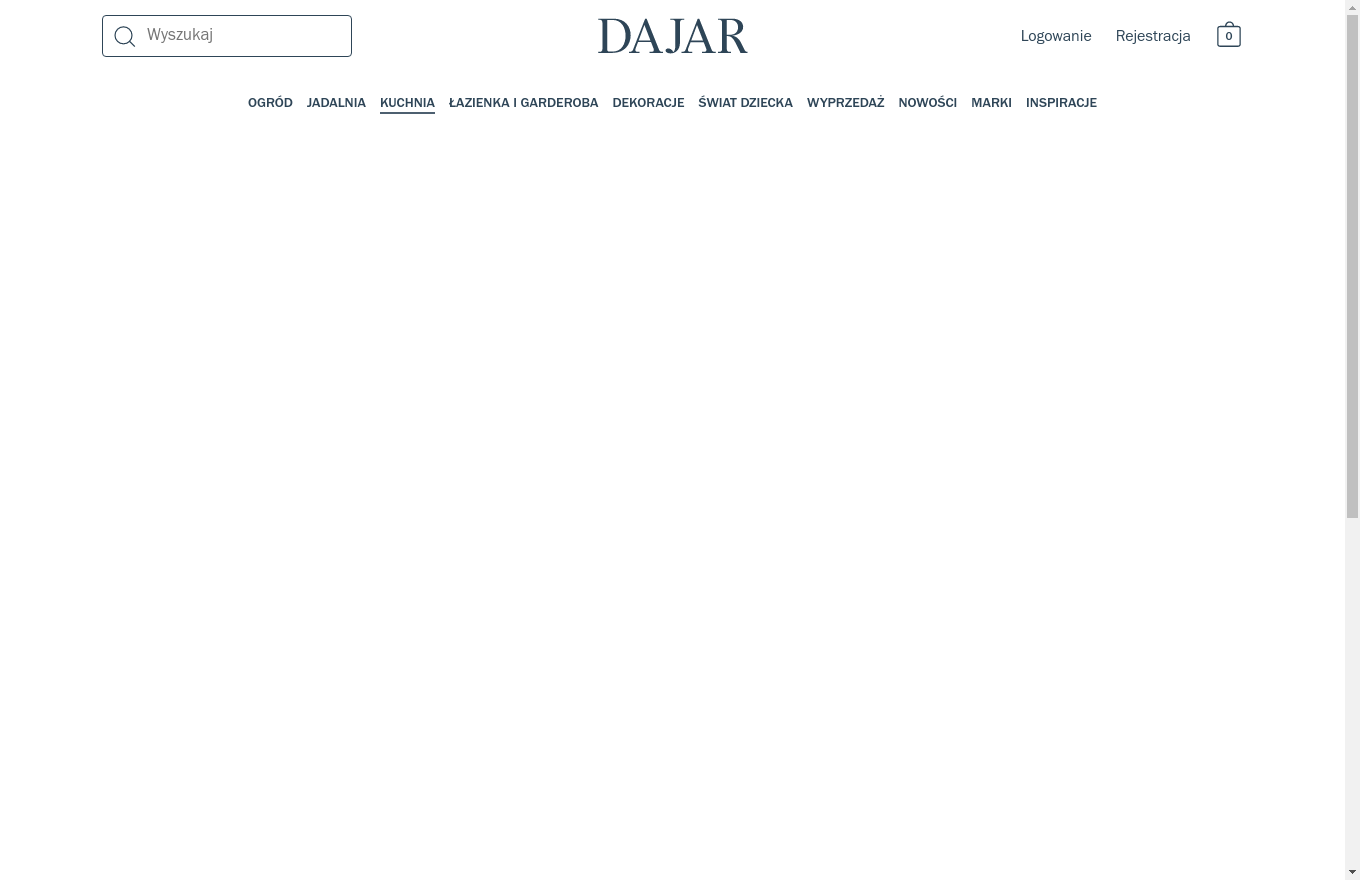 Wyszukaj
DAJAR
Logowanie Rejestracja 0
OGRÓD JADALNIA KUCHNIA ŁAZIENKA I GARDEROBA DEKORACJE ŚWIAT DZIECKA WYPRZEDAŻ NOWOŚCI MARKI INSPIRACJE